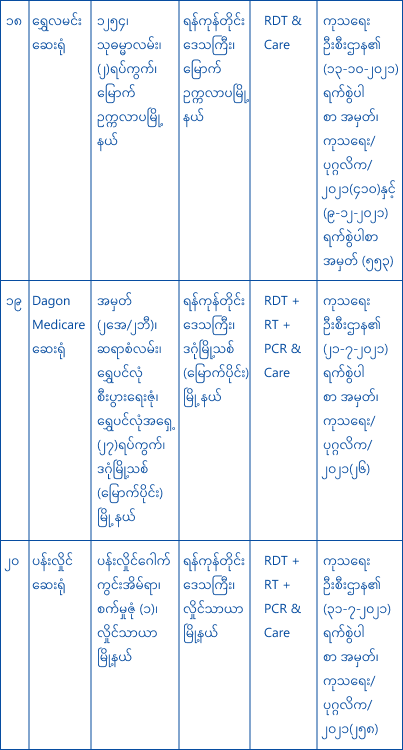 ၁၈
ရွှေလမင်း
ဆေးရုံ
၁၂၅၄၊
သုဓမ္မာလမ်း၊
(၂)ရပ်ကွက်၊
မြောက်
ဥက္ကလာပမြို့
နယ်
ရန်ကုန်တိုင်း
ဒေသကြီး၊
မြောက်
ဥက္ကလာပမြို့
နယ်
RDT &
Care
ကုသရေး
ဦးစီးဌာန၏
(၁၃-၁၀-၂၀၂၁)
ရက်စွဲပါ
စာ အမှတ်၊
ကုသရေး/
ပုဂ္ဂလိက/
၂၀၂၁(၄၁၀)နှင့်
(၉-၁၂-၂၀၂၁)
ရက်စွဲပါစာ
အမှတ် (၅၅၃)
၁၉
Dagon
Medicare
ဆေးရုံ
အမှတ်
(၂အေ/၂ဘီ)၊
ဆရာစံလမ်း၊
ရွှေပင်လုံ
စီးပွားရေးဇုံ၊
ရွှေပင်လုံအရှေ့
(၂၇)ရပ်ကွက်၊
ဒဂုံမြို့သစ်
(မြောက်ပိုင်း)
မြို့နယ်
ရန်ကုန်တိုင်း
ဒေသကြီး၊
ဒဂုံမြို့သစ်
(မြောက်ပိုင်း)
မြို့နယ်
RDT +
RT +
PCR &
Care
ကုသရေး
ဦးစီးဌာန၏
(၂၁-၇-၂၀၂၁)
ရက်စွဲပါ
စာ အမှတ်၊
ကုသရေး/
ပုဂ္ဂလိက/
၂၀၂၁(၂၆)
၂၀
ပန်းလှိုင်
ဆေးရုံ
ပန်းလှိုင်ဂေါက်
ကွင်းအိမ်ရာ၊
စက်မှုဇုံ (၁)၊
လှိုင်သာယာ
မြို့နယ်
ရန်ကုန်တိုင်း
ဒေသကြီး၊
လှိုင်သာယာ
မြို့နယ်
RDT +
RT +
PCR &
Care
ကုသရေး
ဦးစီးဌာန၏
(၃၁-၇-၂၀၂၁)
ရက်စွဲပါ
စာ အမှတ်၊
ကုသရေး/
ပုဂ္ဂလိက/
၂၀၂၁(၂၅၈)